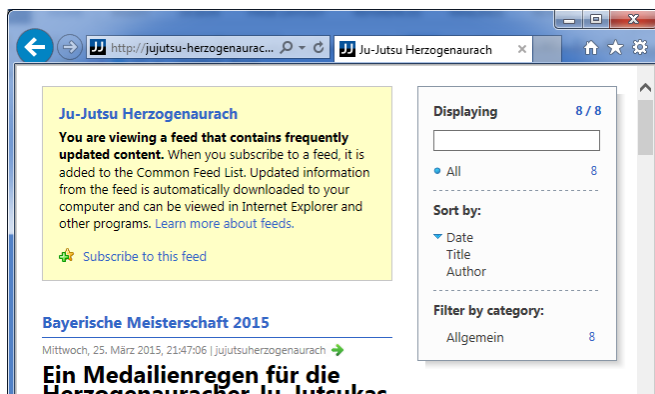 http://jujutsu-herzogenaurac...
Ju-Jutsu Herzogenaurach
Ju-Jutsu Herzogenaurach
You are viewing a feed that contains frequently
updated content. When you subscribe to a feed, it is
added to the Common Feed List. Updated information
from the feed is automatically downloaded to your
computer and can be viewed in Internet Explorer and
other programs. Learn more about feeds.
Subscribe to this feed
Bayerische Meisterschaft 2015
Mittwoch, 25. März 2015, 21:47:06 | jujutsuherzogenaurach
Ein Medailienregen für die
Herzogenauracher Ju-Jutsukas
Displaying 8 / 8
All 8
Sort by:
Date
Title
Author
Filter by category:
Allgemein 8